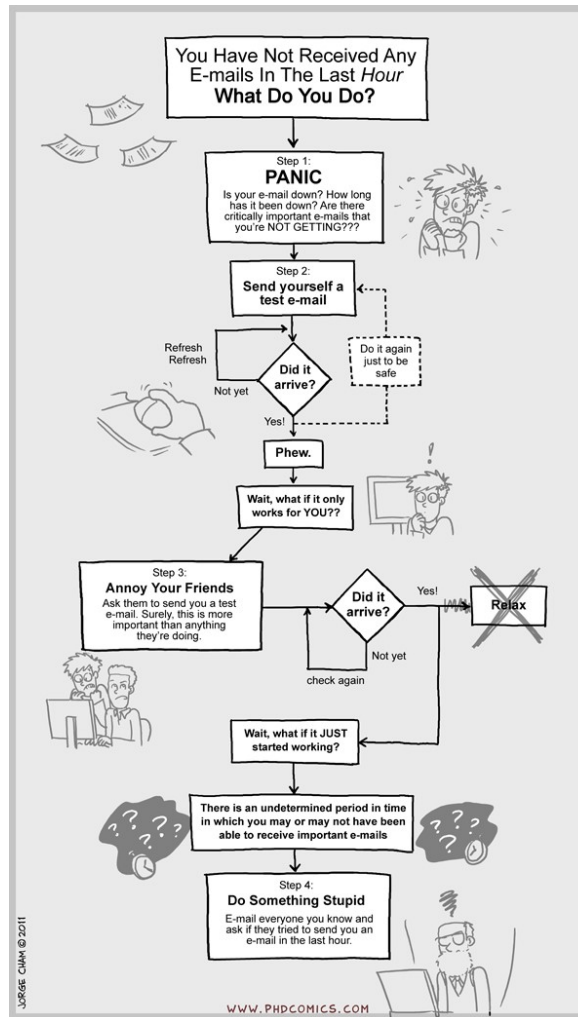 You Have Not Received Any
E-mails In The Last Hour
What Do You Do?
Step 1:
PANIC
Is your e-mail down? How long
has it been down? Are there
critically important e-mails that
you're NOT GETTING???
Step 2:
Send yourself a
test e-mail
Refresh
Refresh
Did it
arrive?
Not yet
Do it again
just to be
safe
Yes!
Phew.
!
Wait, what if it only
works for YOU??
Step 3:
Annoy Your Friends
Ask them to send you a test
e-mail. Surely, this is more
important than anything
they're doing.
Did it
arrive?
Yes!
Relax
Not yet
check again
Wait, what if it JUST
started working?
There is an undetermined period in time
in which you may or may not have been
able to receive important e-mails
? ? ? ?
? ? ? ?
Step 4:
Do Something Stupid
E-mail everyone you know and
ask if they tried to send you an
e-mail in the last hour.
JORGE CHAM © 2011
WWW.PHDCOMICS.COM